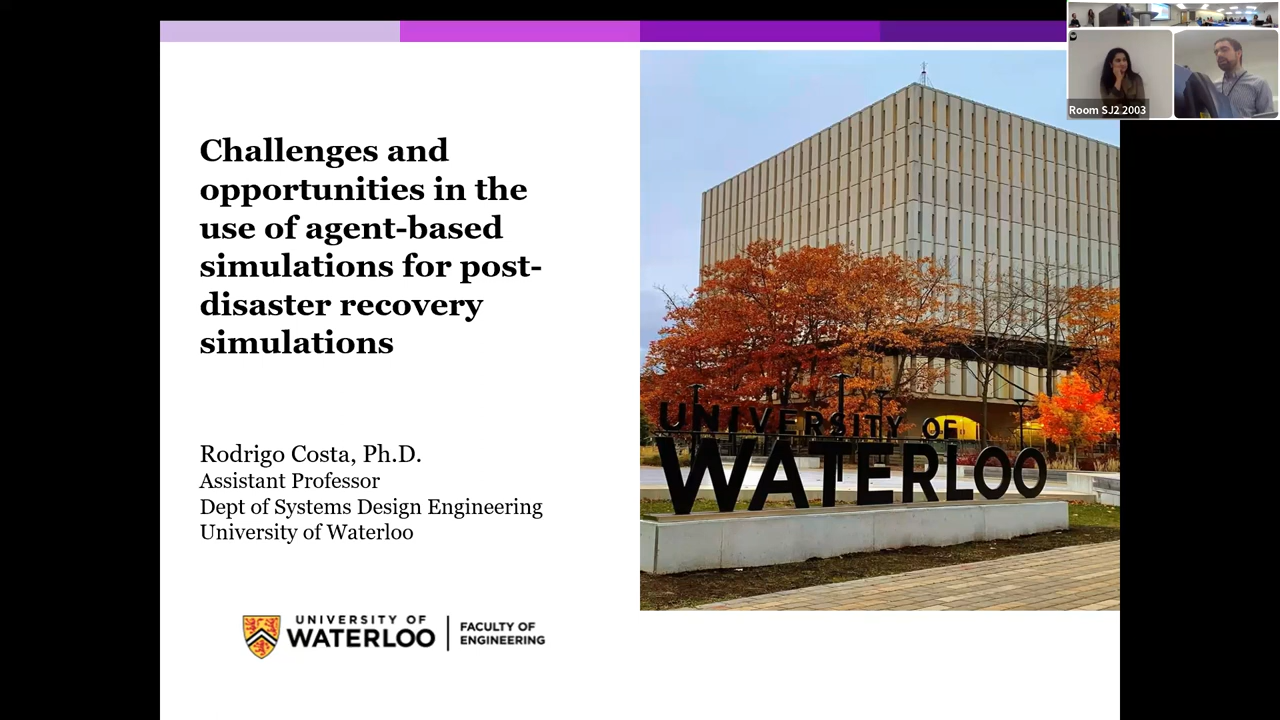 Challenges and
opportunities in the
use of agent-based
simulations for post-
disaster recovery
simulations
Rodrigo Costa, Ph.D.
Assistant Professor
Dept of Systems Design Engineering
University of Waterloo
UNIVERSITY OF
WATERLOO
FACULTY OF
ENGINEERING
UNIVERSITY OF
WATERLOO
Room SJ2 2003